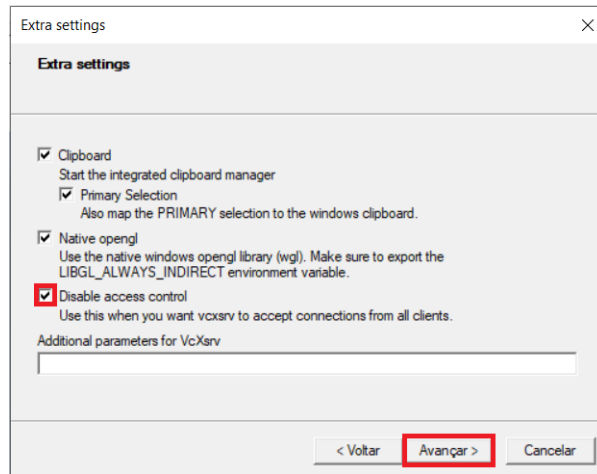 Extra settings
Extra settings
Clipboard
Start the integrated clipboard manager
Primary Selection
Also map the PRIMARY selection to the windows clipboard.
Native opengl
Use the native windows opengl library (wgl). Make sure to export the
LIBGL_ALWAYS_INDIRECT environment variable.
Disable access control
Use this when you want vcxsrv to accept connections from all clients.
Additional parameters for VcXsrv
< Voltar Avançar > Cancelar